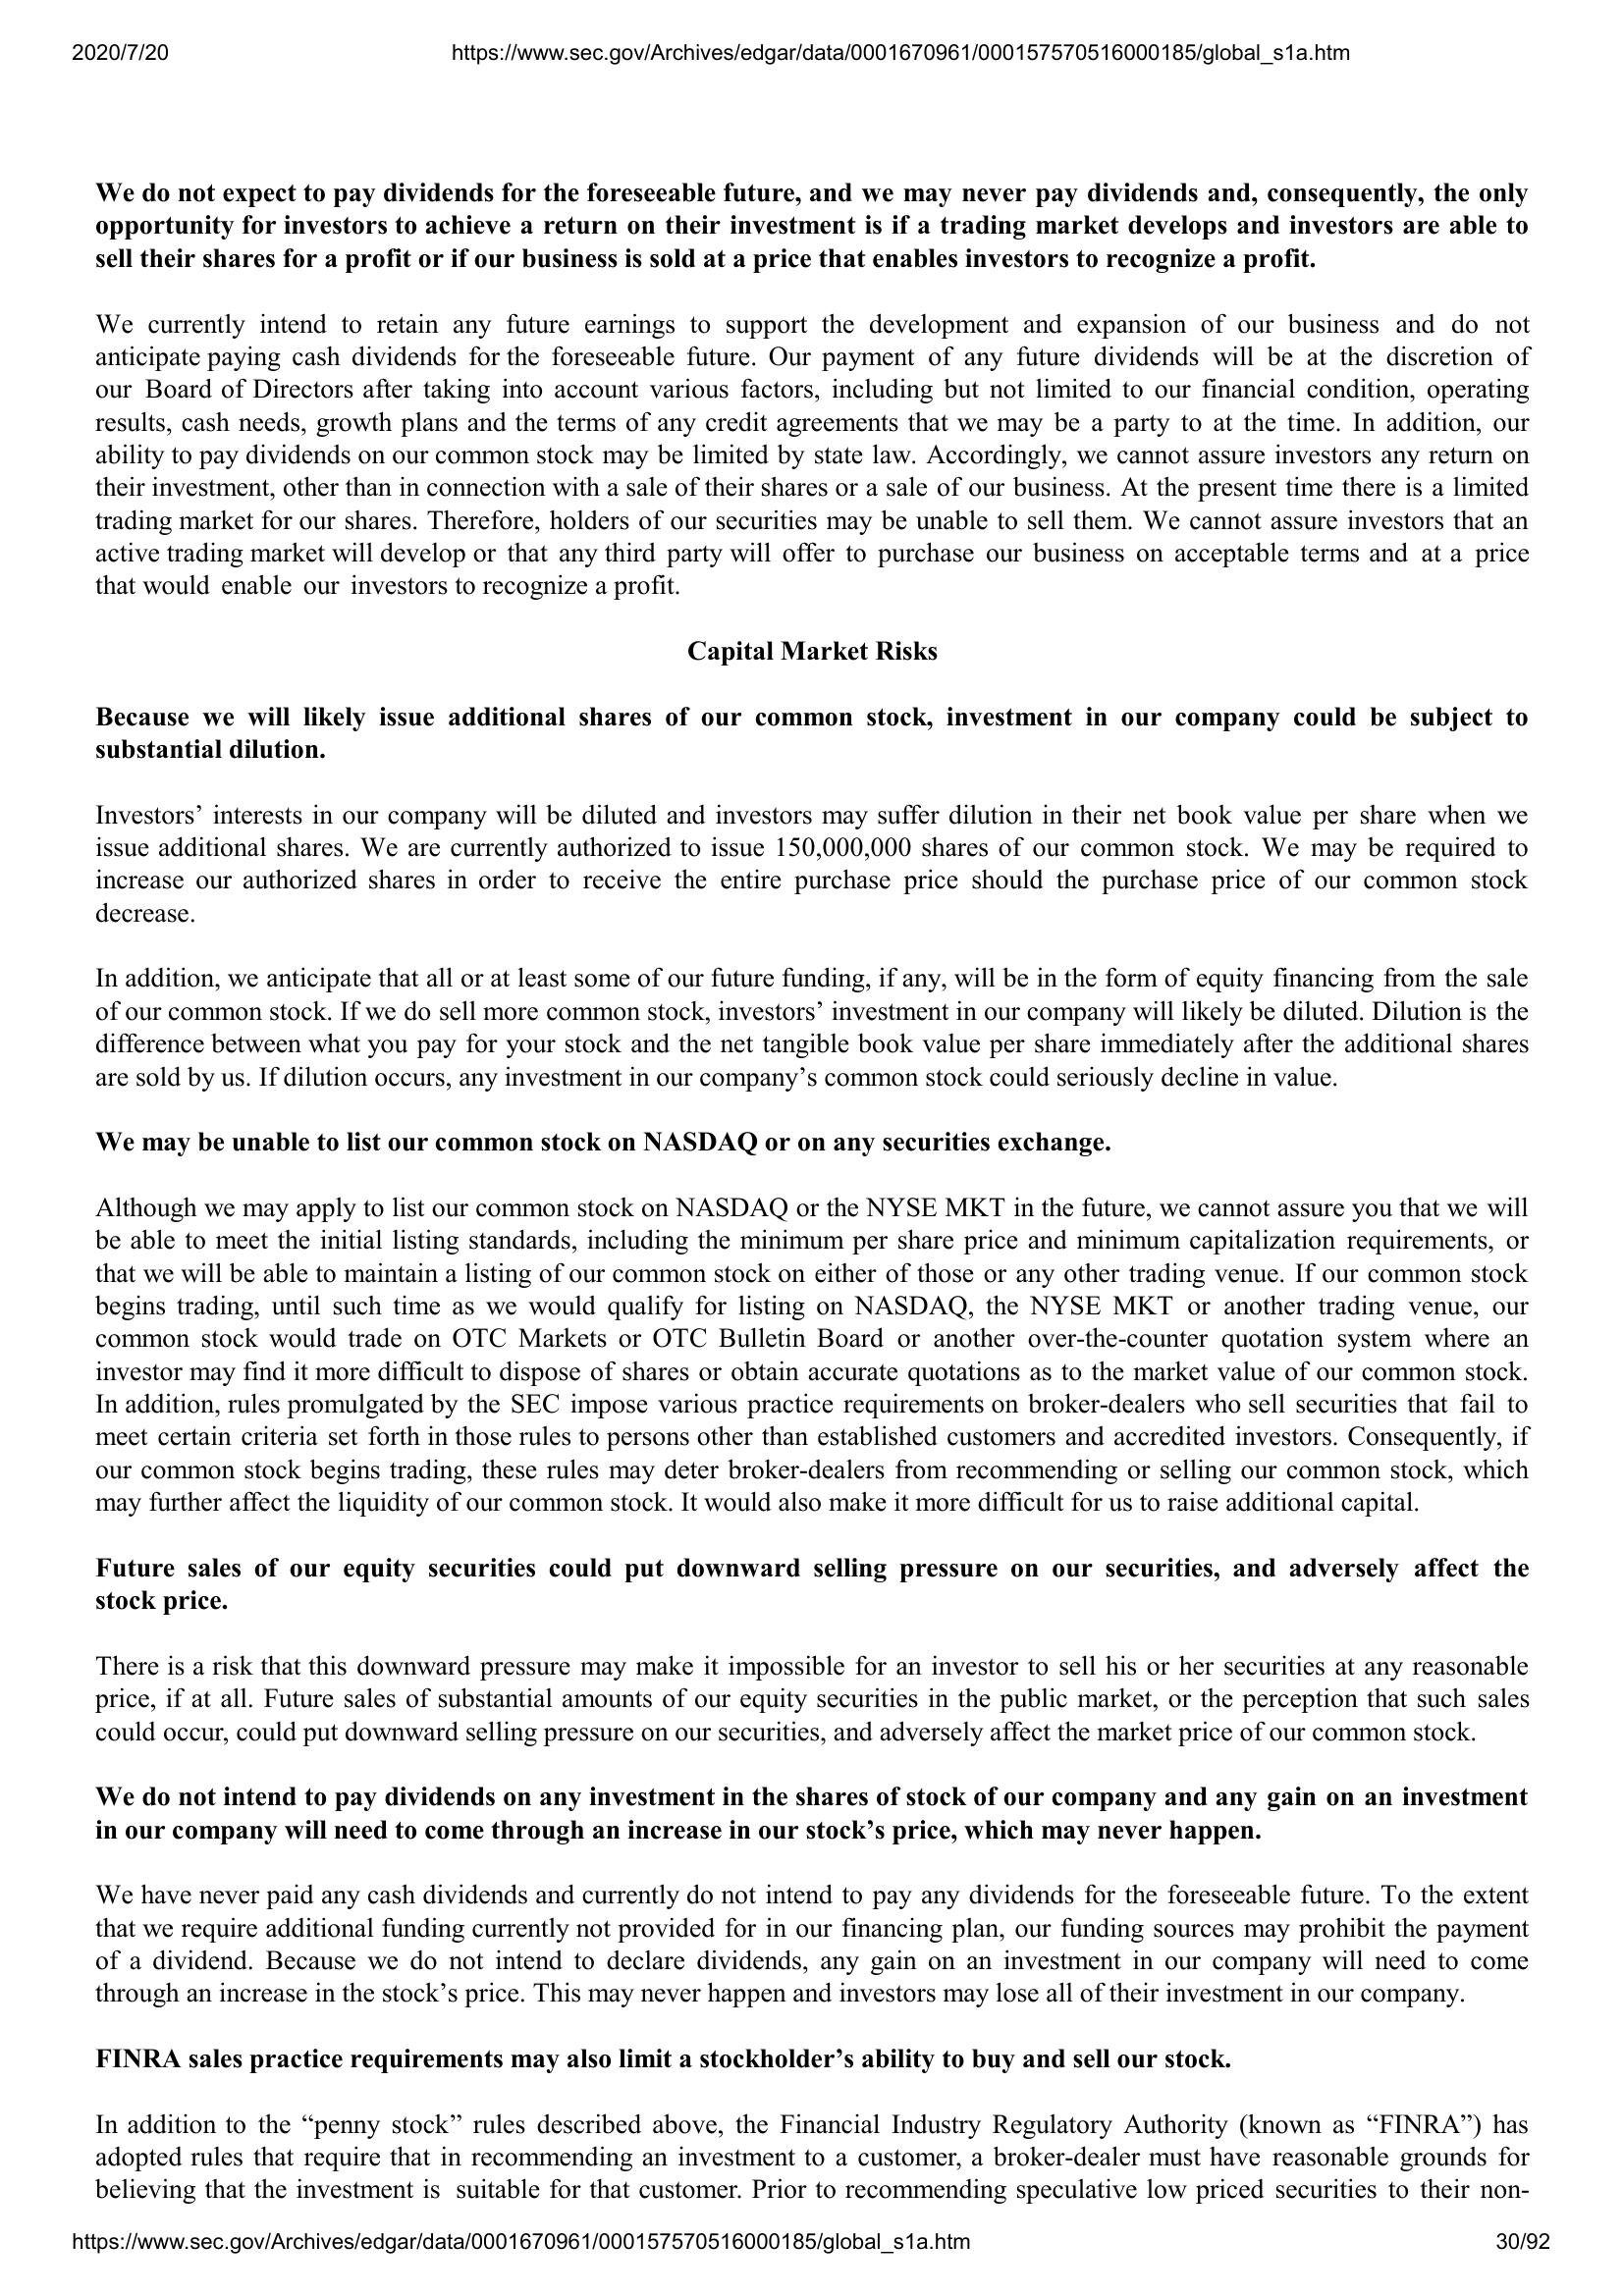 2020/7/20 https://www.sec.gov/Archives/edgar/data/0001670961/000157570516000185/global_s1a.htm
We do not expect to pay dividends for the foreseeable future, and we may never pay dividends and, consequently, the only
opportunity for investors to achieve a return on their investment is if a trading market develops and investors are able to
sell their shares for a profit or if our business is sold at a price that enables investors to recognize a profit.
We currently intend to retain any future earnings to support the development and expansion of our business and do not
anticipate paying cash dividends for the foreseeable future. Our payment of any future dividends will be at the discretion of
our Board of Directors after taking into account various factors, including but not limited to our financial condition, operating
results, cash needs, growth plans and the terms of any credit agreements that we may be a party to at the time. In addition, our
ability to pay dividends on our common stock may be limited by state law. Accordingly, we cannot assure investors any return on
their investment, other than in connection with a sale of their shares or a sale of our business. At the present time there is a limited
trading market for our shares. Therefore, holders of our securities may be unable to sell them. We cannot assure investors that an
active trading market will develop or that any third party will offer to purchase our business on acceptable terms and at a price
that would enable our investors to recognize a profit.
Capital Market Risks
Because we will likely issue additional shares of our common stock, investment in our company could be subject to
substantial dilution.
Investors’ interests in our company will be diluted and investors may suffer dilution in their net book value per share when we
issue additional shares. We are currently authorized to issue 150,000,000 shares of our common stock. We may be required to
increase our authorized shares in order to receive the entire purchase price should the purchase price of our common stock
decrease.
In addition, we anticipate that all or at least some of our future funding, if any, will be in the form of equity financing from the sale
of our common stock. If we do sell more common stock, investors’ investment in our company will likely be diluted. Dilution is the
difference between what you pay for your stock and the net tangible book value per share immediately after the additional shares
are sold by us. If dilution occurs, any investment in our company’s common stock could seriously decline in value.
We may be unable to list our common stock on NASDAQ or on any securities exchange.
Although we may apply to list our common stock on NASDAQ or the NYSE MKT in the future, we cannot assure you that we will
be able to meet the initial listing standards, including the minimum per share price and minimum capitalization requirements, or
that we will be able to maintain a listing of our common stock on either of those or any other trading venue. If our common stock
begins trading, until such time as we would qualify for listing on NASDAQ, the NYSE MKT or another trading venue, our
common stock would trade on OTC Markets or OTC Bulletin Board or another over-the-counter quotation system where an
investor may find it more difficult to dispose of shares or obtain accurate quotations as to the market value of our common stock.
In addition, rules promulgated by the SEC impose various practice requirements on broker-dealers who sell securities that fail to
meet certain criteria set forth in those rules to persons other than established customers and accredited investors. Consequently, if
our common stock begins trading, these rules may deter broker-dealers from recommending or selling our common stock, which
may further affect the liquidity of our common stock. It would also make it more difficult for us to raise additional capital.
Future sales of our equity securities could put downward selling pressure on our securities, and adversely affect the
stock price.
There is a risk that this downward pressure may make it impossible for an investor to sell his or her securities at any reasonable
price, if at all. Future sales of substantial amounts of our equity securities in the public market, or the perception that such sales
could occur, could put downward selling pressure on our securities, and adversely affect the market price of our common stock.
We do not intend to pay dividends on any investment in the shares of stock of our company and any gain on an investment
in our company will need to come through an increase in our stock’s price, which may never happen.
We have never paid any cash dividends and currently do not intend to pay any dividends for the foreseeable future. To the extent
that we require additional funding currently not provided for in our financing plan, our funding sources may prohibit the payment
of a dividend. Because we do not intend to declare dividends, any gain on an investment in our company will need to come
through an increase in the stock’s price. This may never happen and investors may lose all of their investment in our company.
FINRA sales practice requirements may also limit a stockholder’s ability to buy and sell our stock.
In addition to the “penny stock” rules described above, the Financial Industry Regulatory Authority (known as “FINRA”) has
adopted rules that require that in recommending an investment to a customer, a broker-dealer must have reasonable grounds for
believing that the investment is suitable for that customer. Prior to recommending speculative low priced securities to their non-
https://www.sec.gov/Archives/edgar/data/0001670961/000157570516000185/global_s1a.htm 30/92